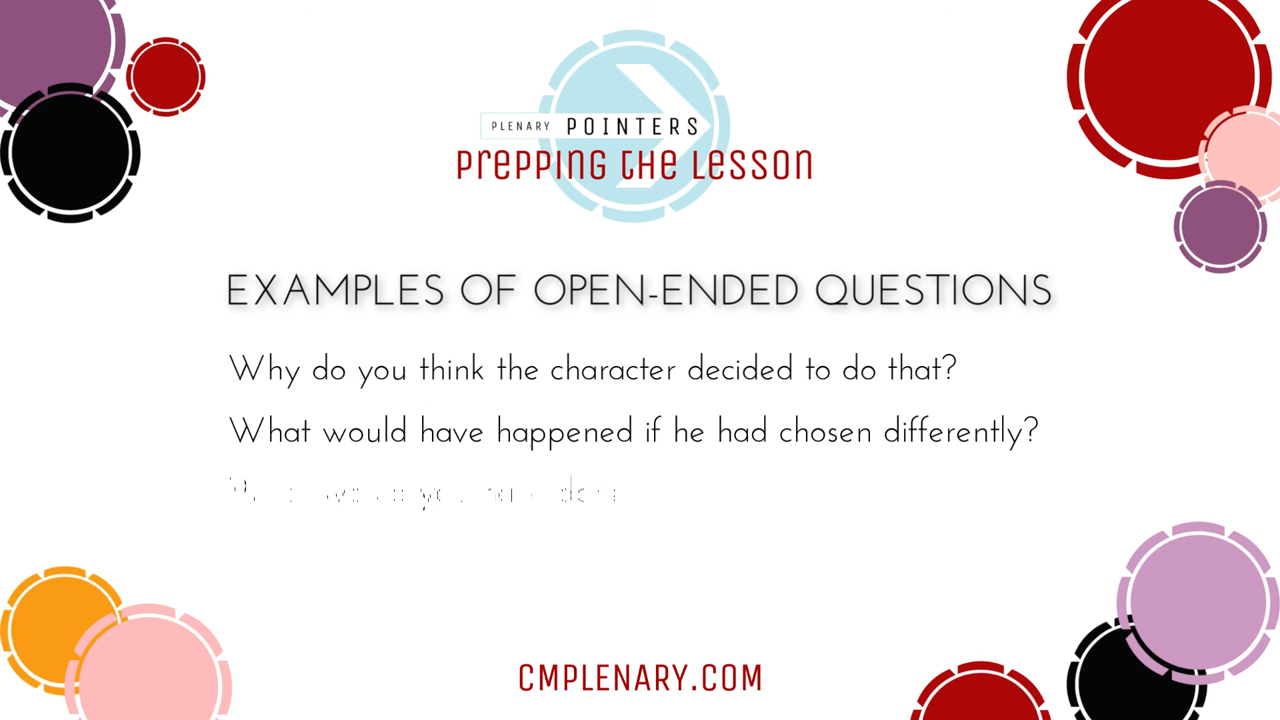 PLENARY POINTERS
PREPPING THE LESSON
EXAMPLES OF OPEN-ENDED QUESTIONS
Why do you think the character decided to do that?
What would have happened if he had chosen differently?
CMPLENARY.COM